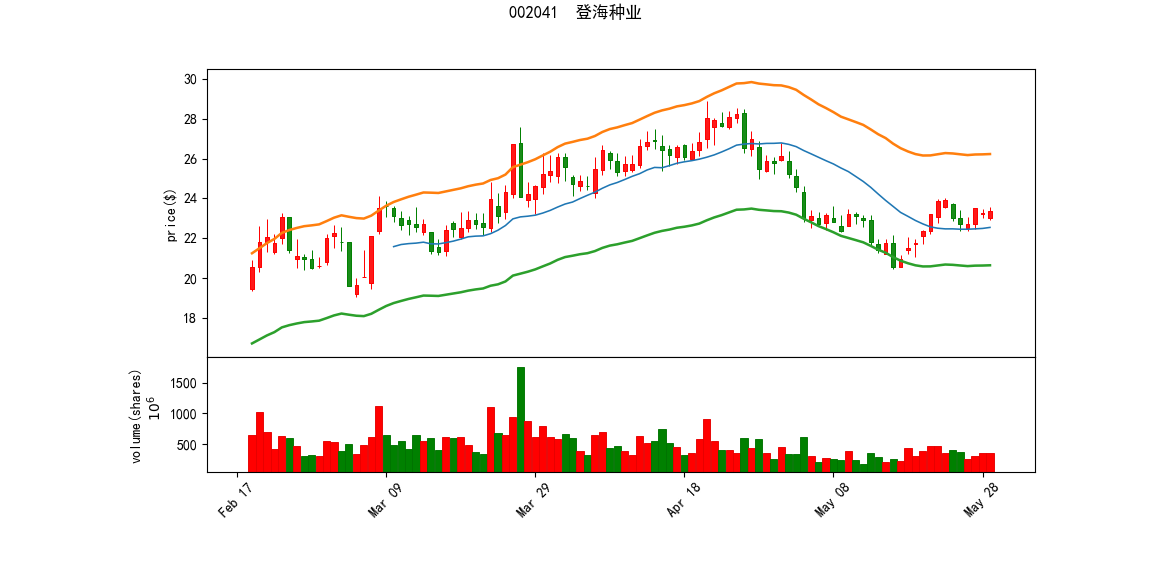 002041  登海种业
price($)
30
28
26
24
22
20
18
volume(shares)
10^6
1500
1000
500
Feb 17
Mar 09
Mar 29
Apr 18
May 08
May 28